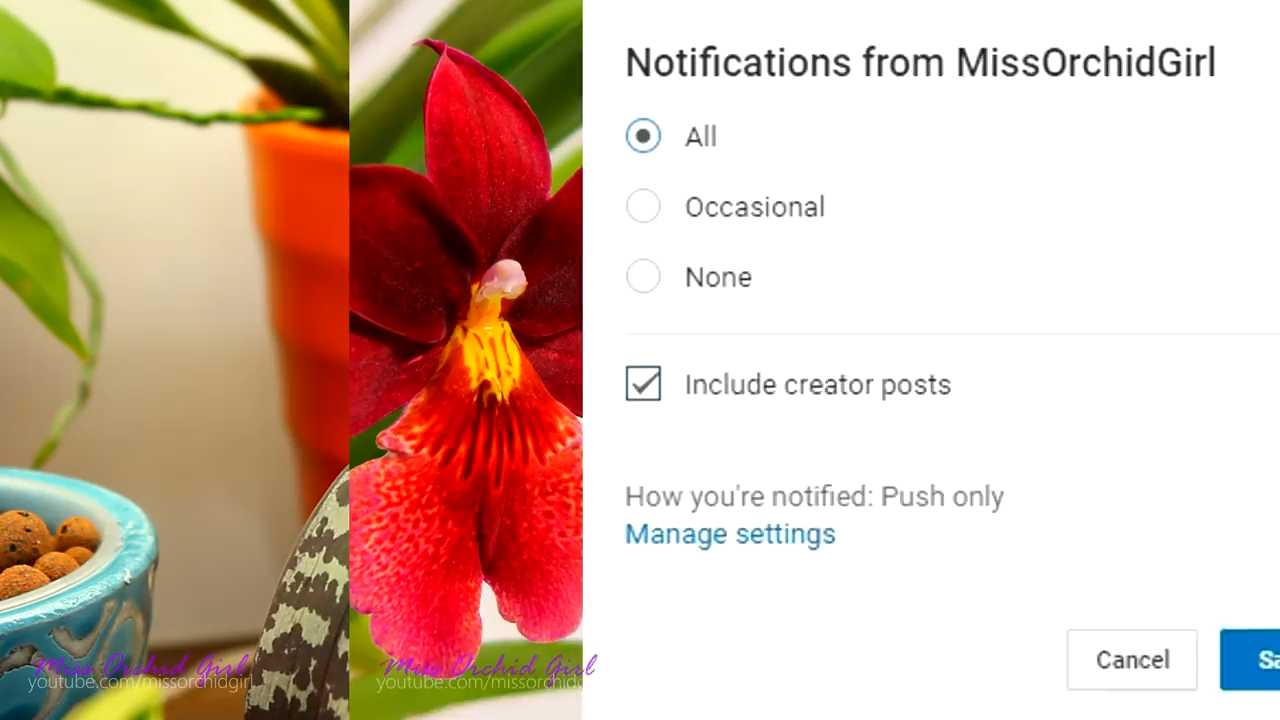 Notifications from MissOrchidGirl
All
Occasional
None
Include creator posts
How you're notified: Push only
Manage settings
Cancel
Miss Orchid Girl
youtube.com/missorchidgirl
Miss Orchid Girl